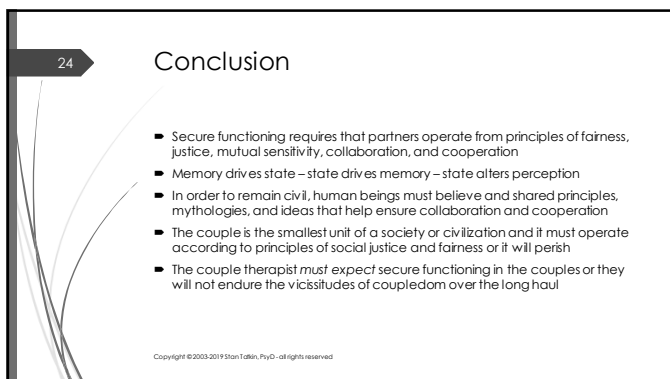 24
Conclusion
Secure functioning requires that partners operate from principles of fairness,
justice, mutual sensitivity, collaboration, and cooperation
Memory drives state – state drives memory – state alters perception
In order to remain civil, human beings must believe and shared principles,
mythologies, and ideas that help ensure collaboration and cooperation
The couple is the smallest unit of a society or civilization and it must operate
according to principles of social justice and fairness or it will perish
The couple therapist must expect secure functioning in the couples or they
will not endure the vicissitudes of coupledom over the long haul
Copyright ©2003-2019 Stan Tatkin, PsyD - all rights reserved